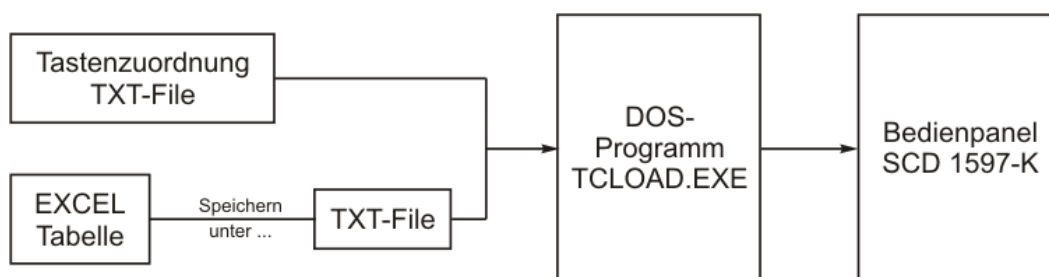 Tastenzuordnung
TXT-File
EXCEL
Tabelle
Speichern
unter ...
TXT-File
DOS-
Programm
TCLOAD.EXE
Bedienpanel
SCD 1597-K